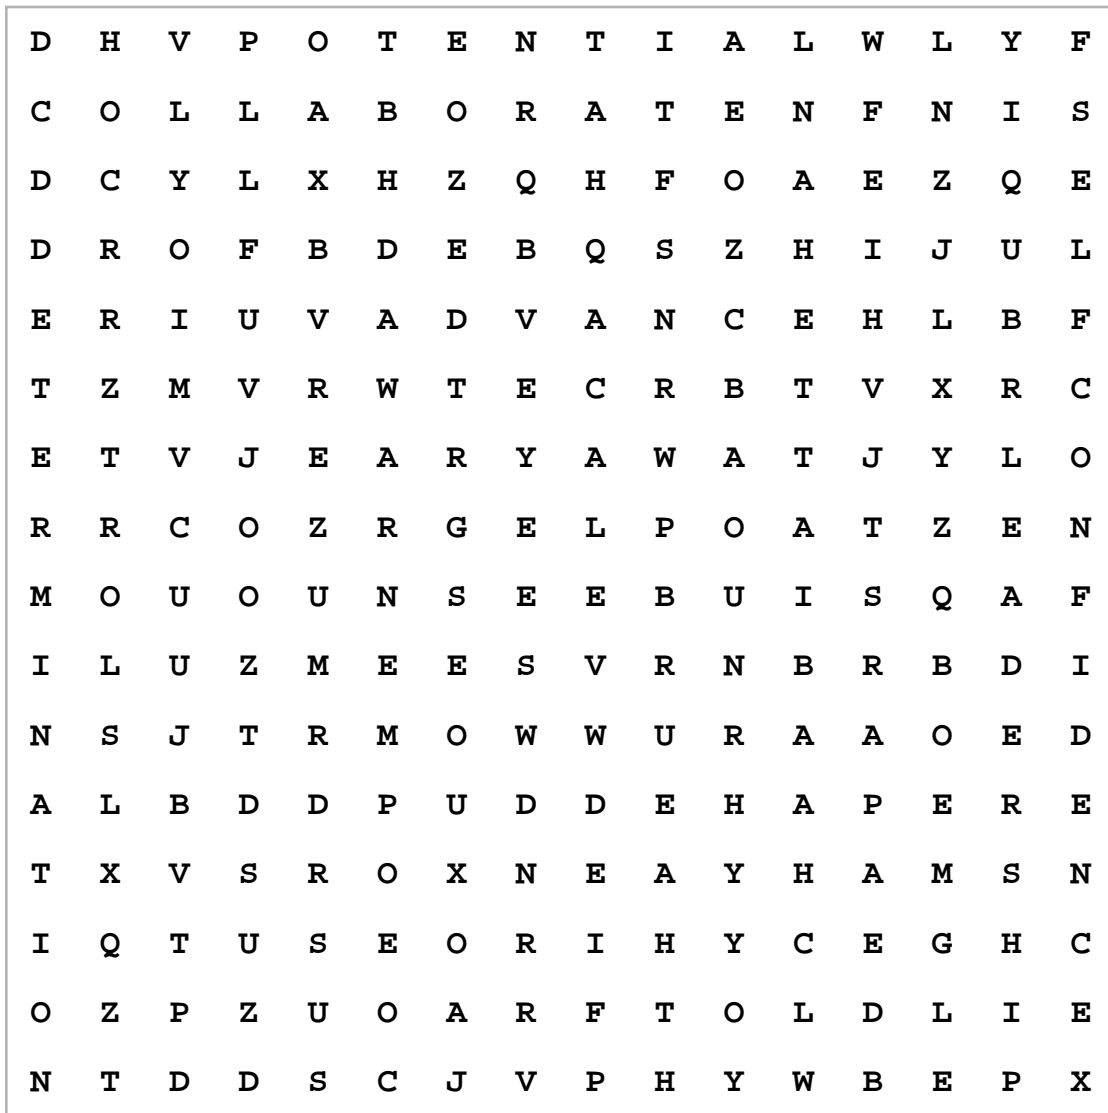 D H V P O T E N T I A L W L Y F
C O L L A B O R A T E N F N I S
D C Y L X H Z Q H F O A E Z Q E
D R O F B D E B Q S Z H I J U L
E R I U V A D V A N C E H L B F
T Z M V R W T E C R B T V X R C
E T V J E A R Y A W A T J Y L O
R R C O Z R G E L P O A T Z E N
M O U O U N S E E B U I S Q A F
I L U Z M E E S V R N B R B D I
N S J T R M O W W U R A A O E D
A L B D D P U D D E H A P E R E
T X V S R O X N E A Y H A M S N
I Q T U S E O R I H Y C E G H C
O Z P Z U O A R F T O L D L I E
N T D D S C J V P H Y W B E P X